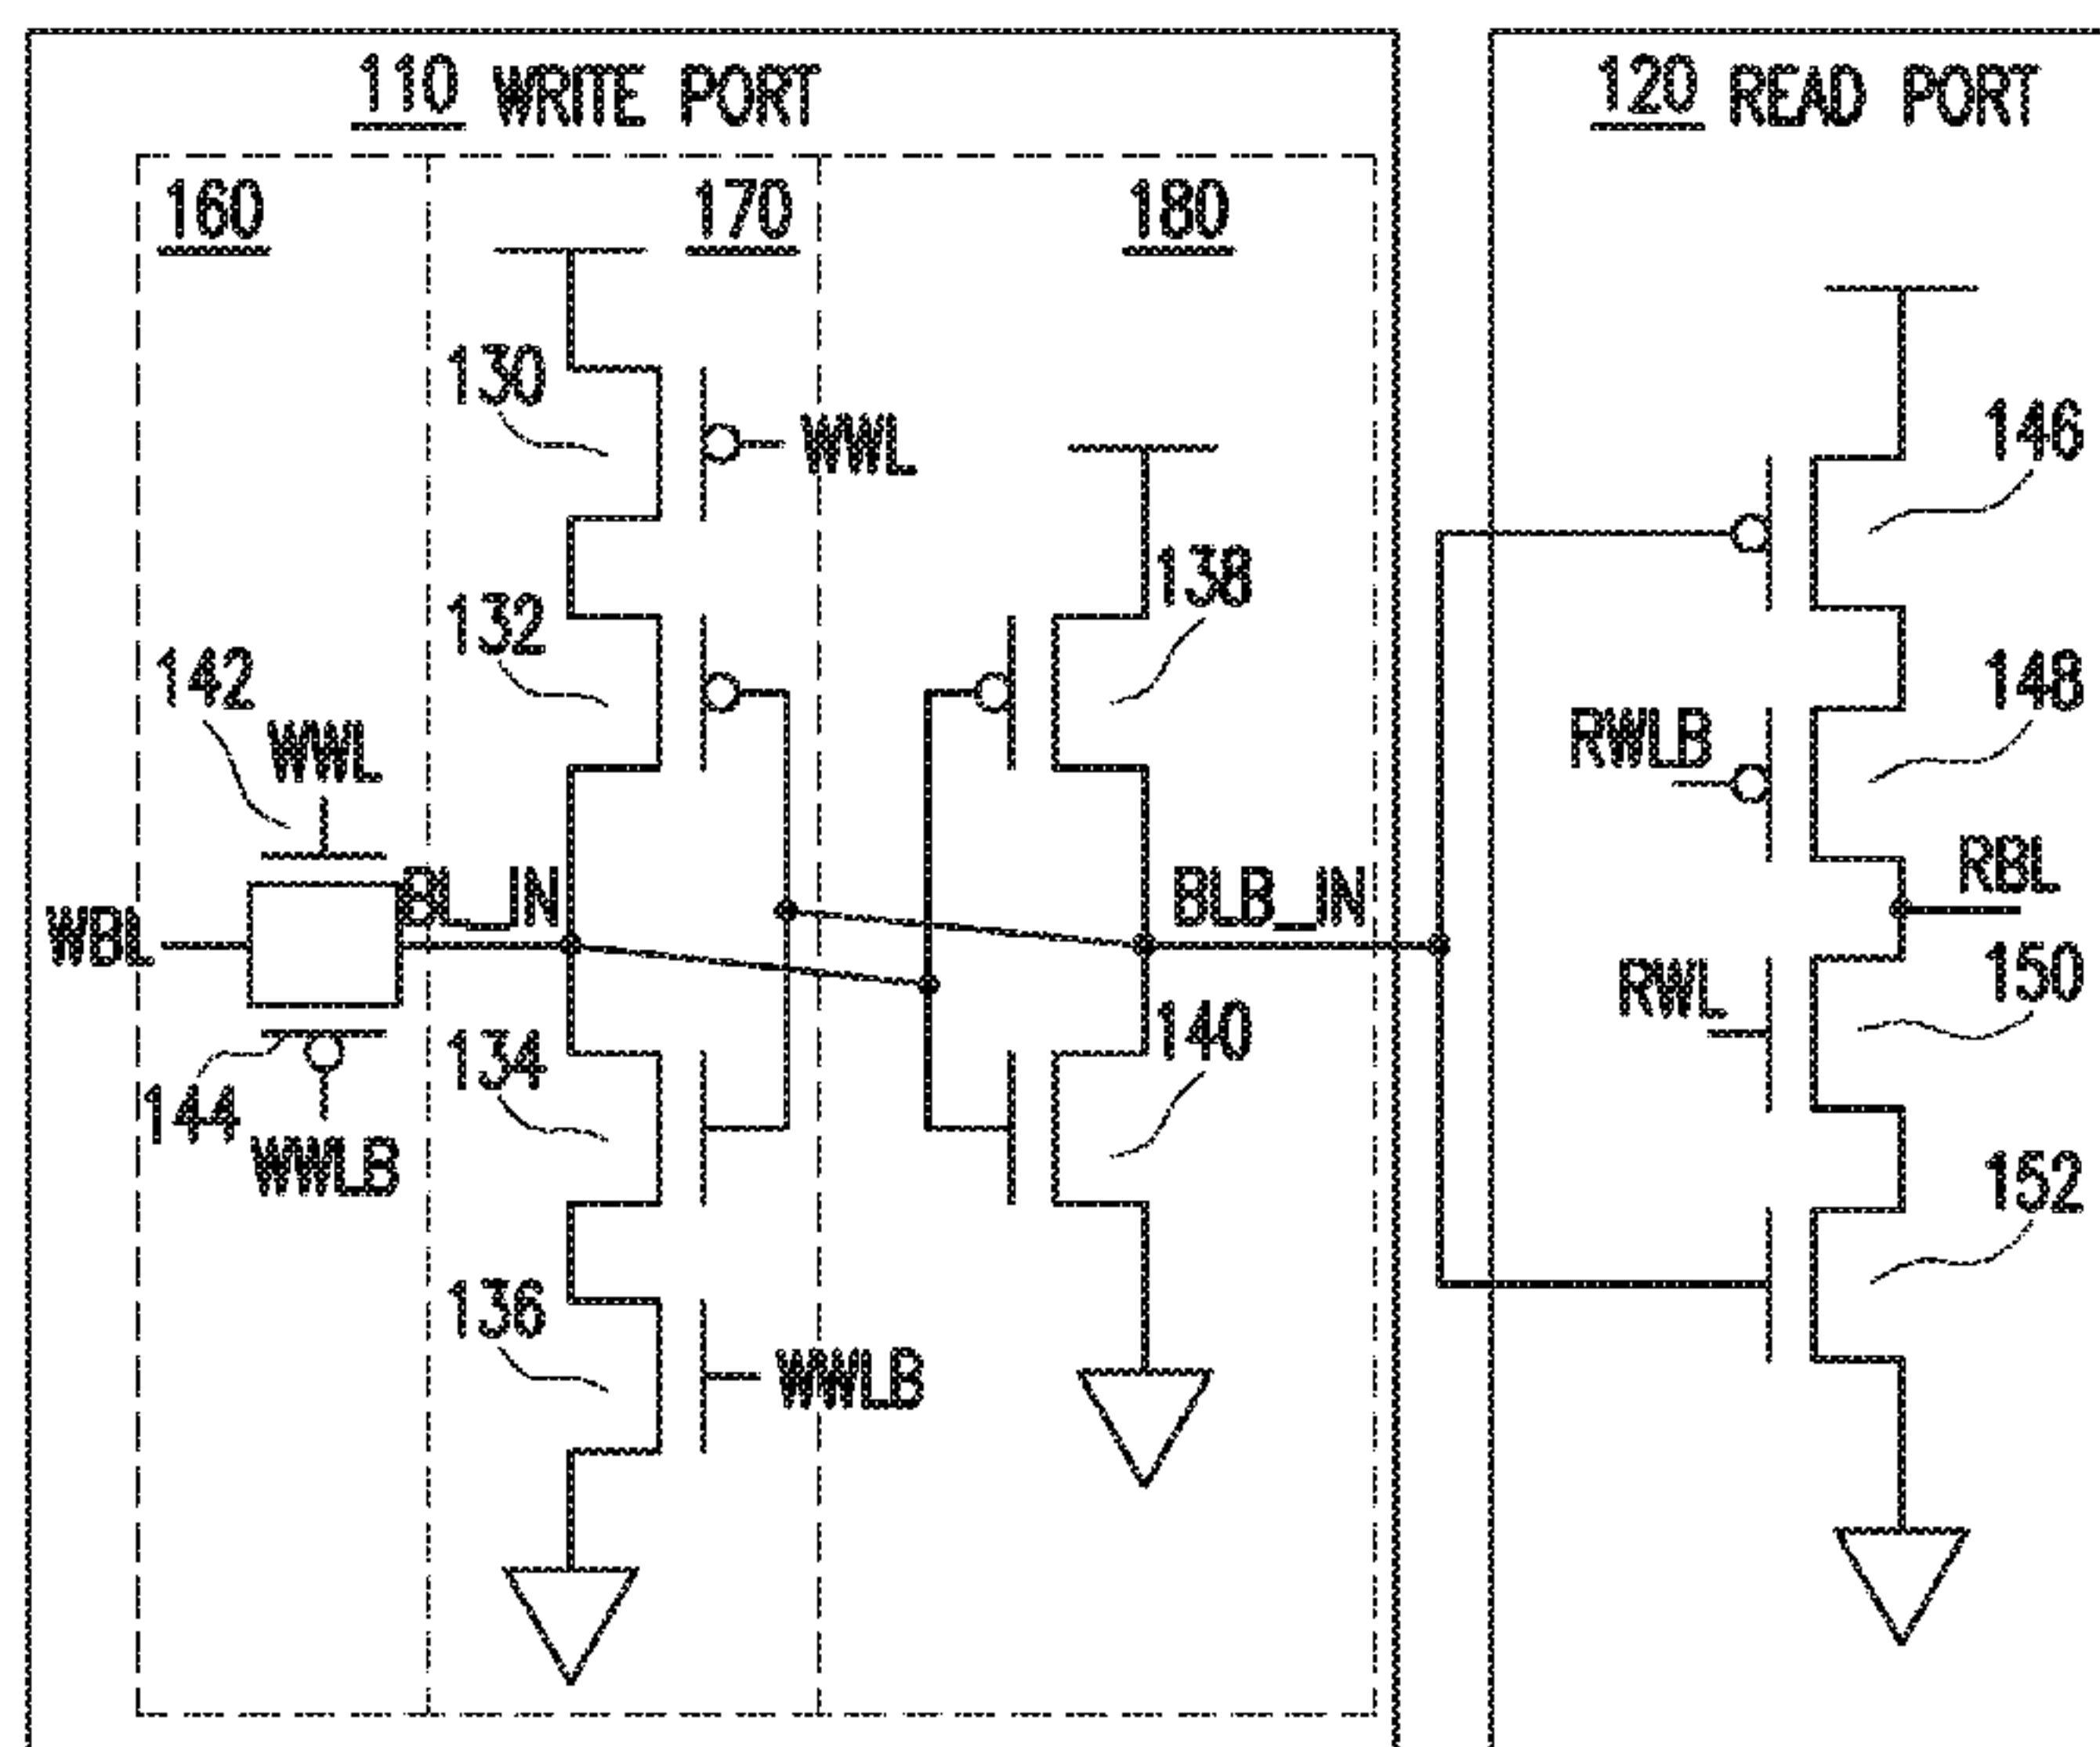 110 WRITE PORT
120 READ PORT
160
170
180
130
WWL
146
138
132
142
WWL
148
RWLB
BL_IN
BLB_IN
RBL
WBL
134
140
RWL
150
144
WWLB
152
136
WWLB